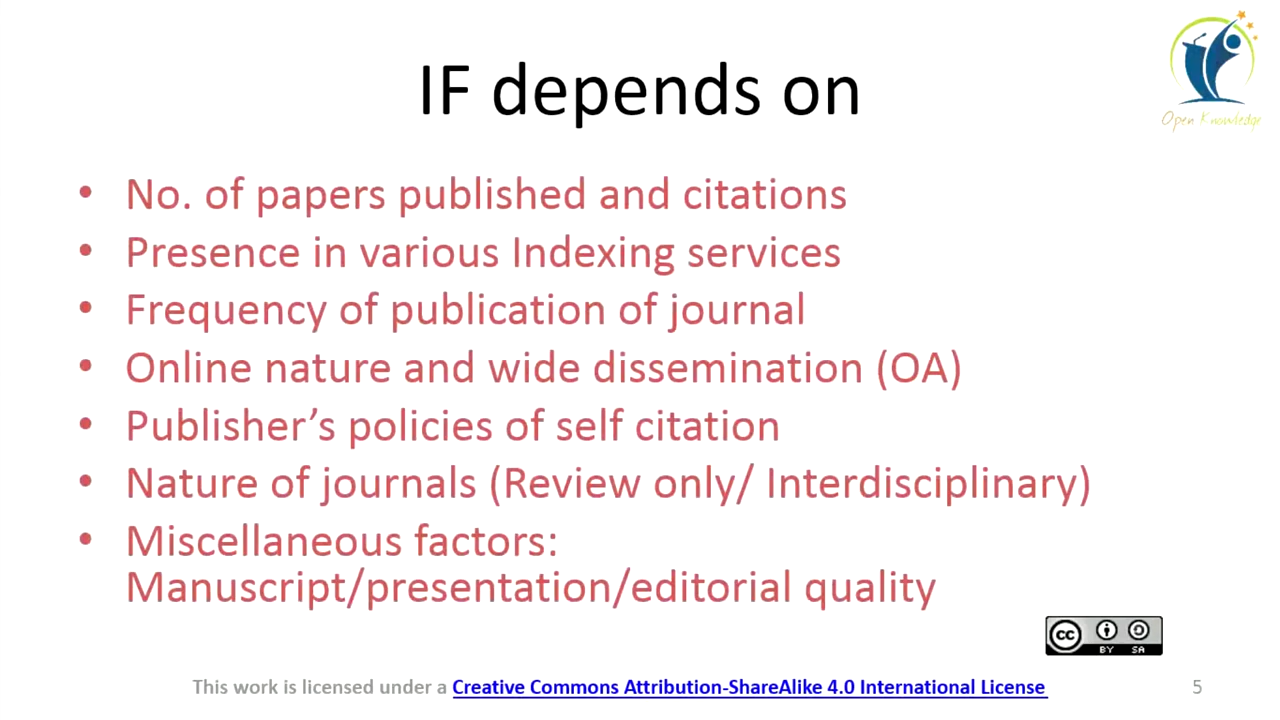 IF depends on
Open Knowledge
• No. of papers published and citations
• Presence in various Indexing services
• Frequency of publication of journal
• Online nature and wide dissemination (OA)
• Publisher’s policies of self citation
• Nature of journals (Review only/ Interdisciplinary)
• Miscellaneous factors:
Manuscript/presentation/editorial quality
cc
BY SA
This work is licensed under a Creative Commons Attribution-ShareAlike 4.0 International License
5